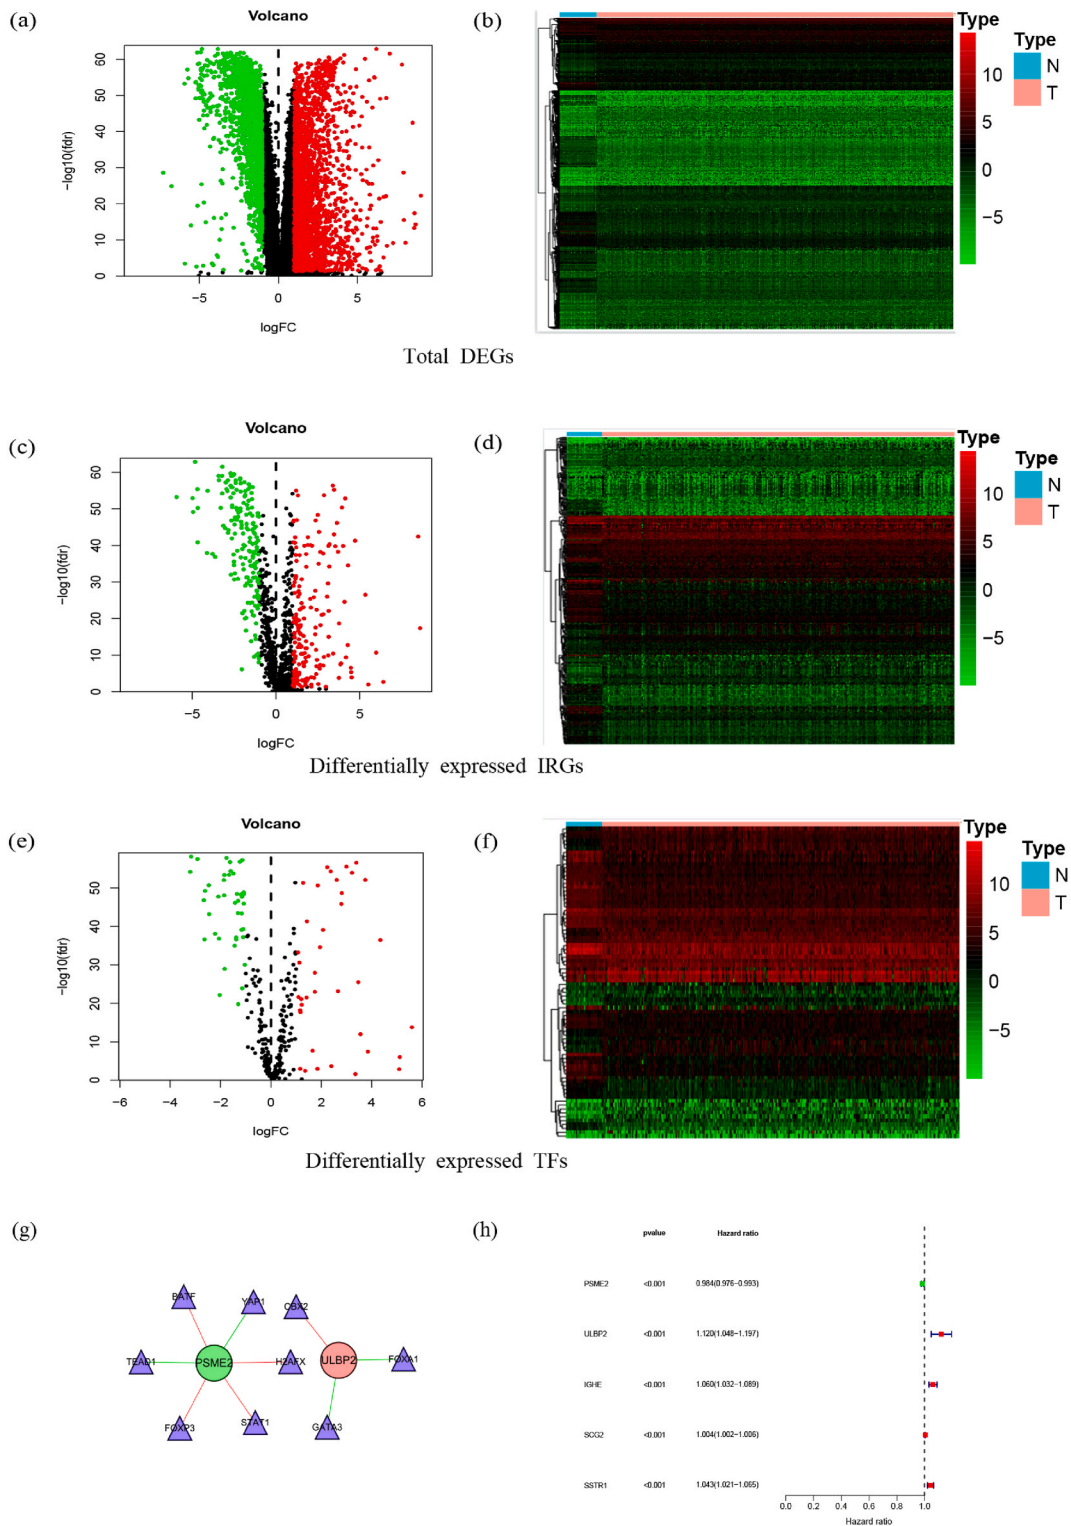 (a)
Volcano
60
50
40
30
20
10
0
−log10(fdr)
−5
0
5
logFC
(b)
Type
10
5
0
−5
Type
N
T
Total DEGs
(c)
Volcano
60
50
40
30
20
10
0
−log10(fdr)
−5
0
5
logFC
(d)
Type
10
5
0
−5
Type
N
T
Differentially expressed IRGs
(e)
Volcano
50
40
30
20
10
0
−log10(fdr)
−6
−4
−2
0
2
4
6
logFC
(f)
Type
10
5
0
−5
Type
N
T
Differentially expressed TFs
(g)
BATF
YAP1
CBX2
TEAD1
PSME2
H2AFX
ULBP2
FOXA1
FOXP3
STAT1
GATA3
(h)
pvalue Hazard ratio
PSME2 <0.001 0.984(0.976−0.993)
ULBP2 <0.001 1.120(1.048−1.197)
IGHE <0.001 1.060(1.032−1.089)
SCG2 <0.001 1.004(1.002−1.006)
SSTR1 <0.001 1.043(1.021−1.065)
0.0 0.2 0.4 0.6 0.8 1.0
Hazard ratio